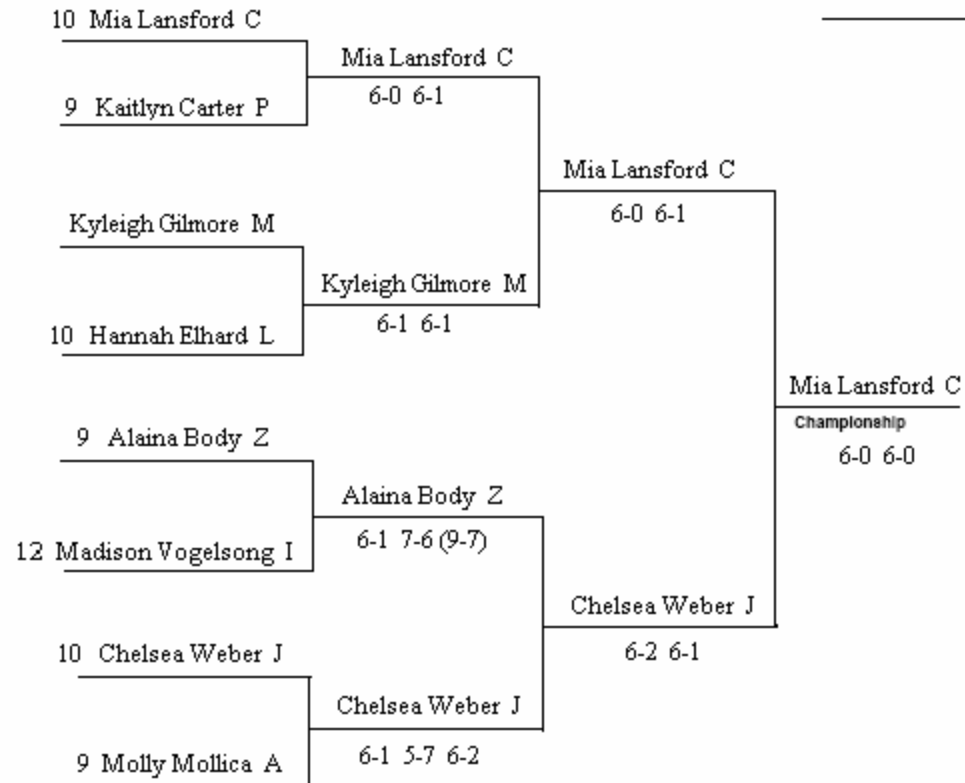 10 Mia Lansford C
Mia Lansford C
6-0 6-1
9 Kaitlyn Carter P
Mia Lansford C
6-0 6-1
Kyleigh Gilmore M
Kyleigh Gilmore M
6-1 6-1
10 Hannah Elhard L
Mia Lansford C
Championship
6-0 6-0
9 Alaina Body Z
Alaina Body Z
6-1 7-6 (9-7)
12 Madison Vogelsong I
Chelsea Weber J
6-2 6-1
10 Chelsea Weber J
Chelsea Weber J
6-1 5-7 6-2
9 Molly Mollica A